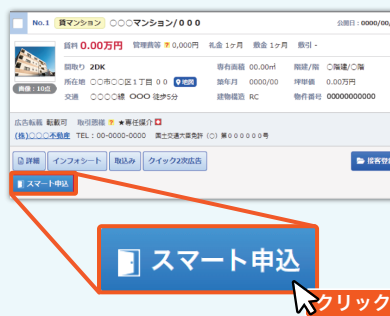 No.1 賃マンション ○○○マンション/０００ 公開日：0000/00,
賃料 0.00万円 管理費等 ? 0,000円 礼金 1ヶ月 敷金 1ヶ月 敷引 -
間取り 2DK 専有面積 00.00㎡ 階建/階 ○階建/○階
所在地 ○○市○○区１丁目 ００ 地図 築年月 0000/00 坪単価 0.00万円
画像：10点
交通 ○○○○線 ○○○ 徒歩5分 建物構造 RC 物件番号 00000000000
広告転載 転載可 取引態様 ? ★専任媒介
(株)○○○不動産 TEL：00-0000-0000 国土交通大臣免許（○）第００００００号
詳細 インフォシート 取込み クイック2次広告 接客登
スマート申込
スマート申込
クリック